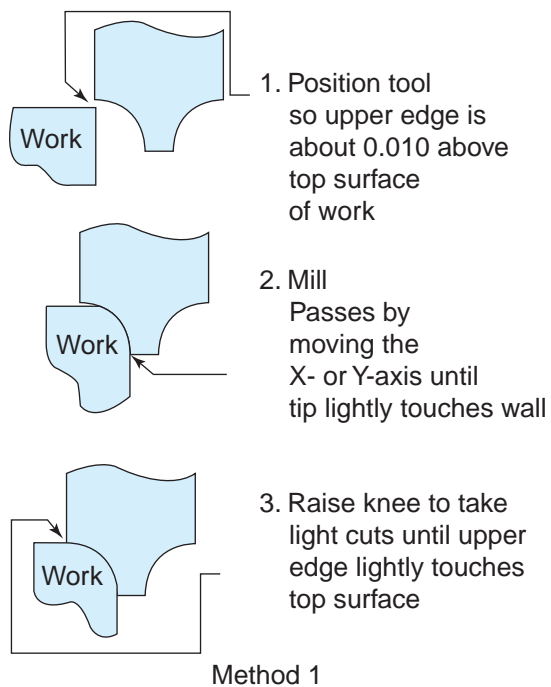 Work
1. Position tool
so upper edge is
about 0.010 above
top surface
of work
Work
2. Mill
Passes by
moving the
X- or Y-axis until
tip lightly touches wall
Work
3. Raise knee to take
light cuts until upper
edge lightly touches
top surface
Method 1